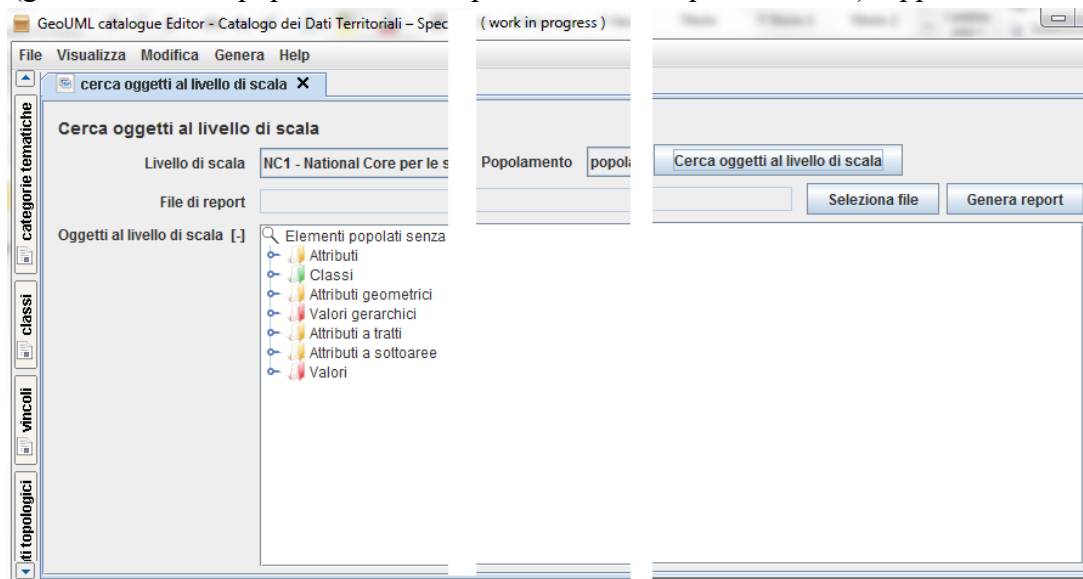 GeoUML catalogue Editor - Catalogo dei Dati Territoriali – Spec ( work in progress )
File Visualizza Modifica Genera Help
cerca oggetti al livello di s
Cerca oggetti al livello di scala
Livello di scala NC1 - National Core per le s Popolamento popola Cerca oggetti al livello di scala
File di report Seleziona file Genera report
Oggetti al livello di scala [-] Elementi popolati senza
Attributi
Classi
Attributi geometrici
Valori gerarchici
Attributi a tratti
Attributi a sottoaree
Valori
categorie tematiche
classi
vincoli
ti topologici